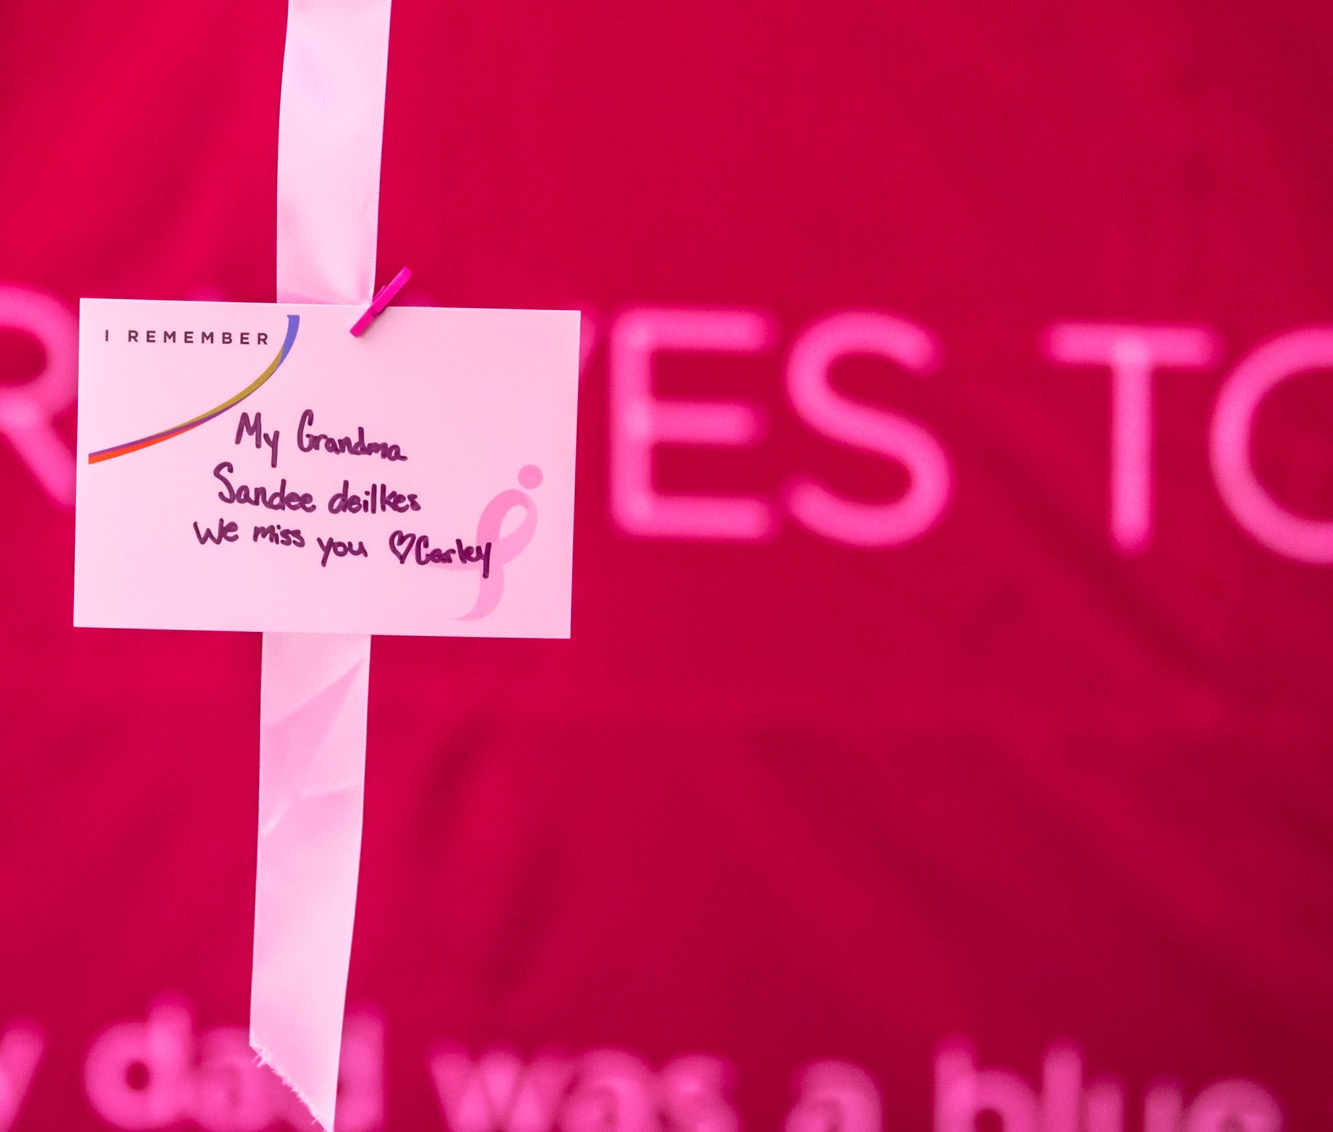 I REMEMBER
My Grandma
Sandee deilkes
We miss you ♡Carley
ES TO
dad was a blue